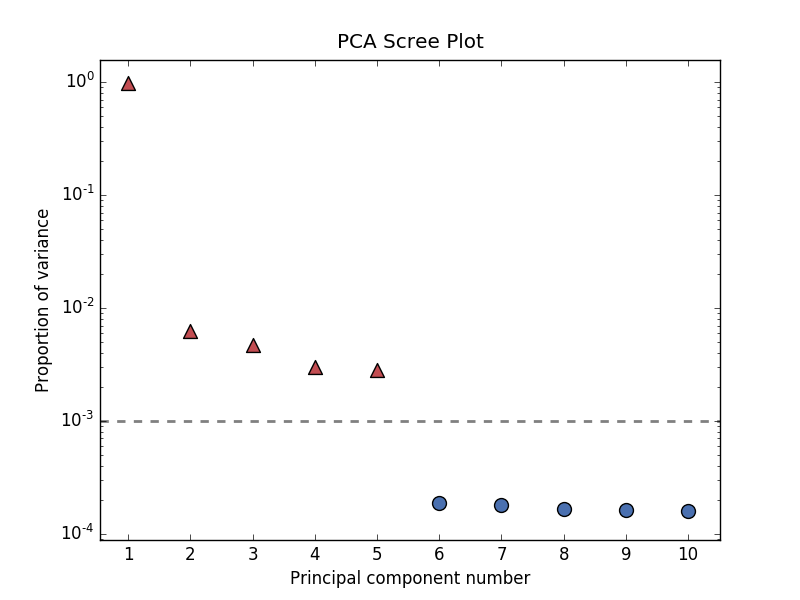 PCA Scree Plot
Proportion of variance
10^0
10^-1
10^-2
10^-3
10^-4
1 2 3 4 5 6 7 8 9 10
Principal component number